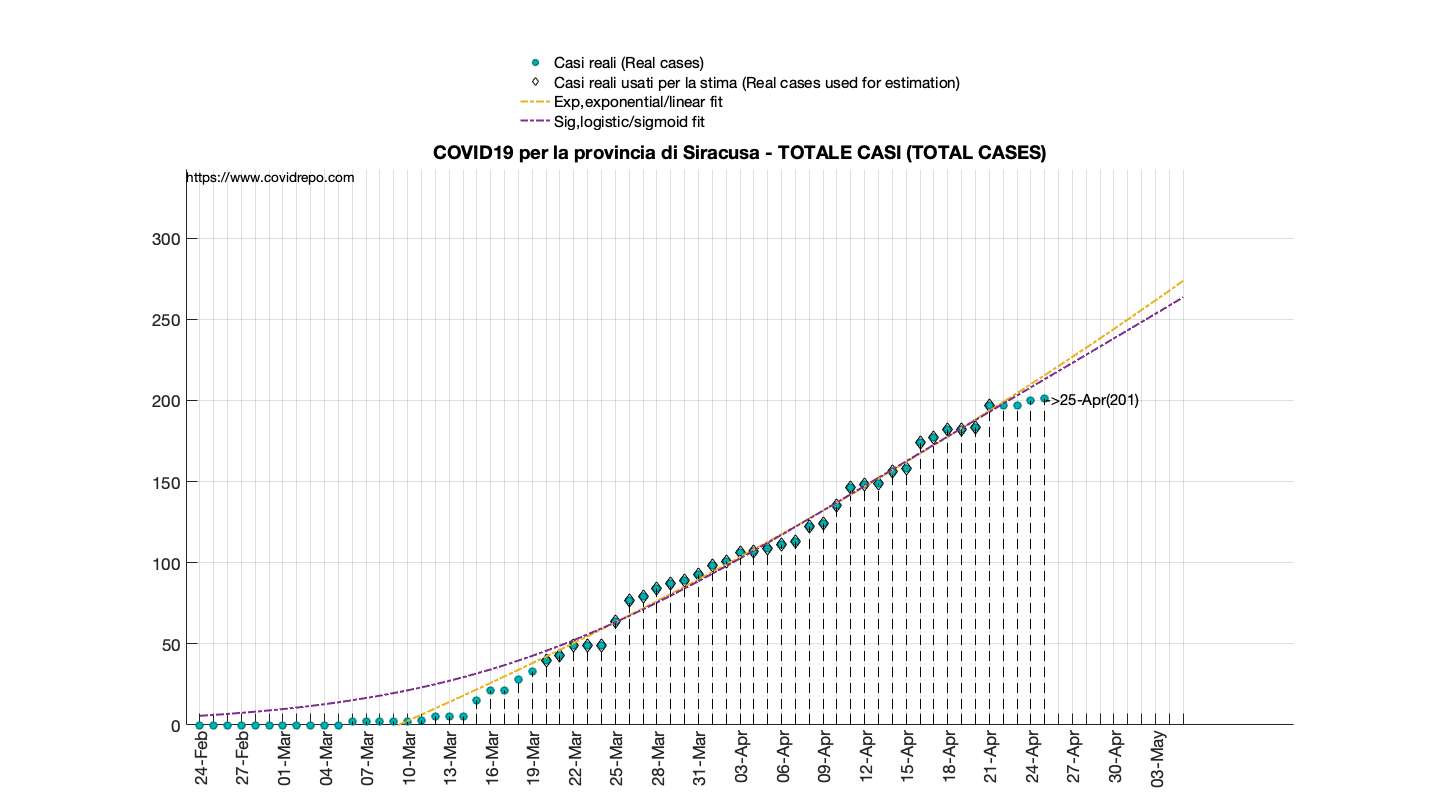 Casi reali (Real cases)
Casi reali usati per la stima (Real cases used for estimation)
Exp,exponential/linear fit
Sig,logistic/sigmoid fit
COVID19 per la provincia di Siracusa - TOTALE CASI (TOTAL CASES)
https://www.covidrepo.com
300
250
200
150
100
50
0
->25-Apr(201)
24-Feb
27-Feb
01-Mar
04-Mar
07-Mar
10-Mar
13-Mar
16-Mar
19-Mar
22-Mar
25-Mar
28-Mar
31-Mar
03-Apr
06-Apr
09-Apr
12-Apr
15-Apr
18-Apr
21-Apr
24-Apr
27-Apr
30-Apr
03-May